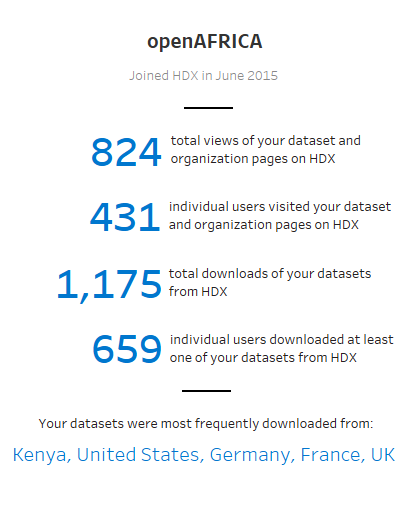 openAFRICA
Joined HDX in June 2015
824
total views of your dataset and
organization pages on HDX
431
individual users visited your dataset
and organization pages on HDX
1,175
total downloads of your datasets
from HDX
659
individual users downloaded at least
one of your datasets from HDX
Your datasets were most frequently downloaded from:
Kenya, United States, Germany, France, UK